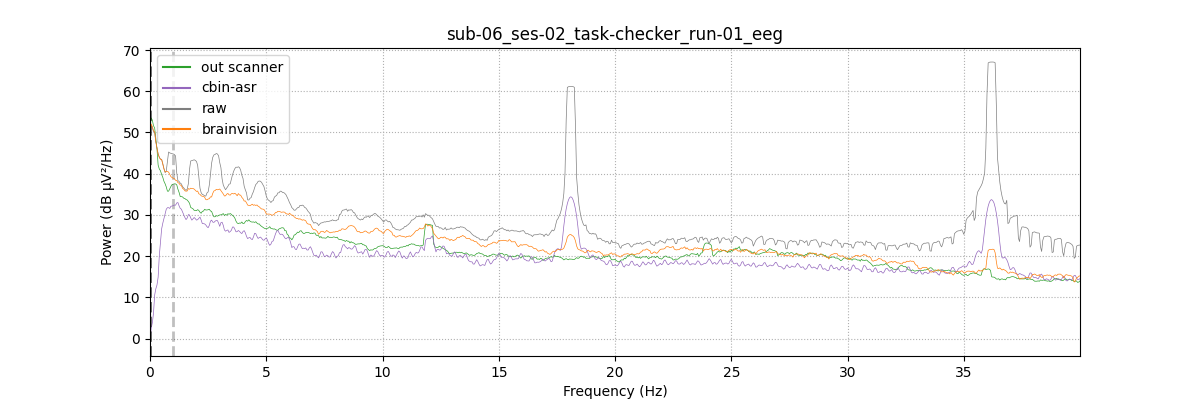 sub-06_ses-02_task-checker_run-01_eeg
70
60
50
40
30
20
10
0
Power (dB µV²/Hz)
out scanner
cbin-asr
raw
brainvision
0 5 10 15 20 25 30 35
Frequency (Hz)